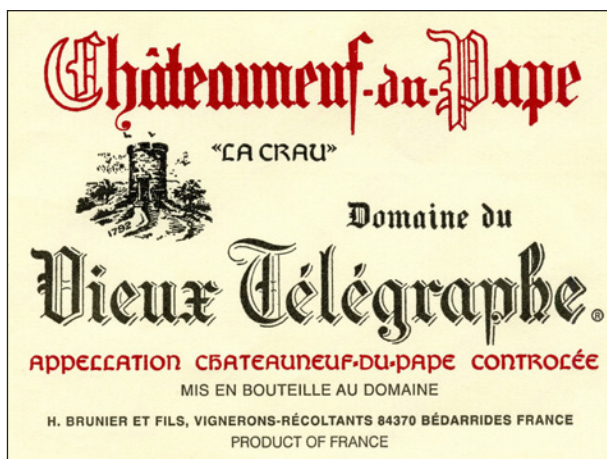 Châteauneuf-du-Pape
«LA CRAU»
1792
Domaine du
Vieux Télégraphe®
APPELLATION CHATEAUNEUF-DU-PAPE CONTROLÉE
MIS EN BOUTEILLE AU DOMAINE
H. BRUNIER ET FILS, VIGNERONS-RÉCOLTANTS 84370 BÉDARRIDES FRANCE
PRODUCT OF FRANCE